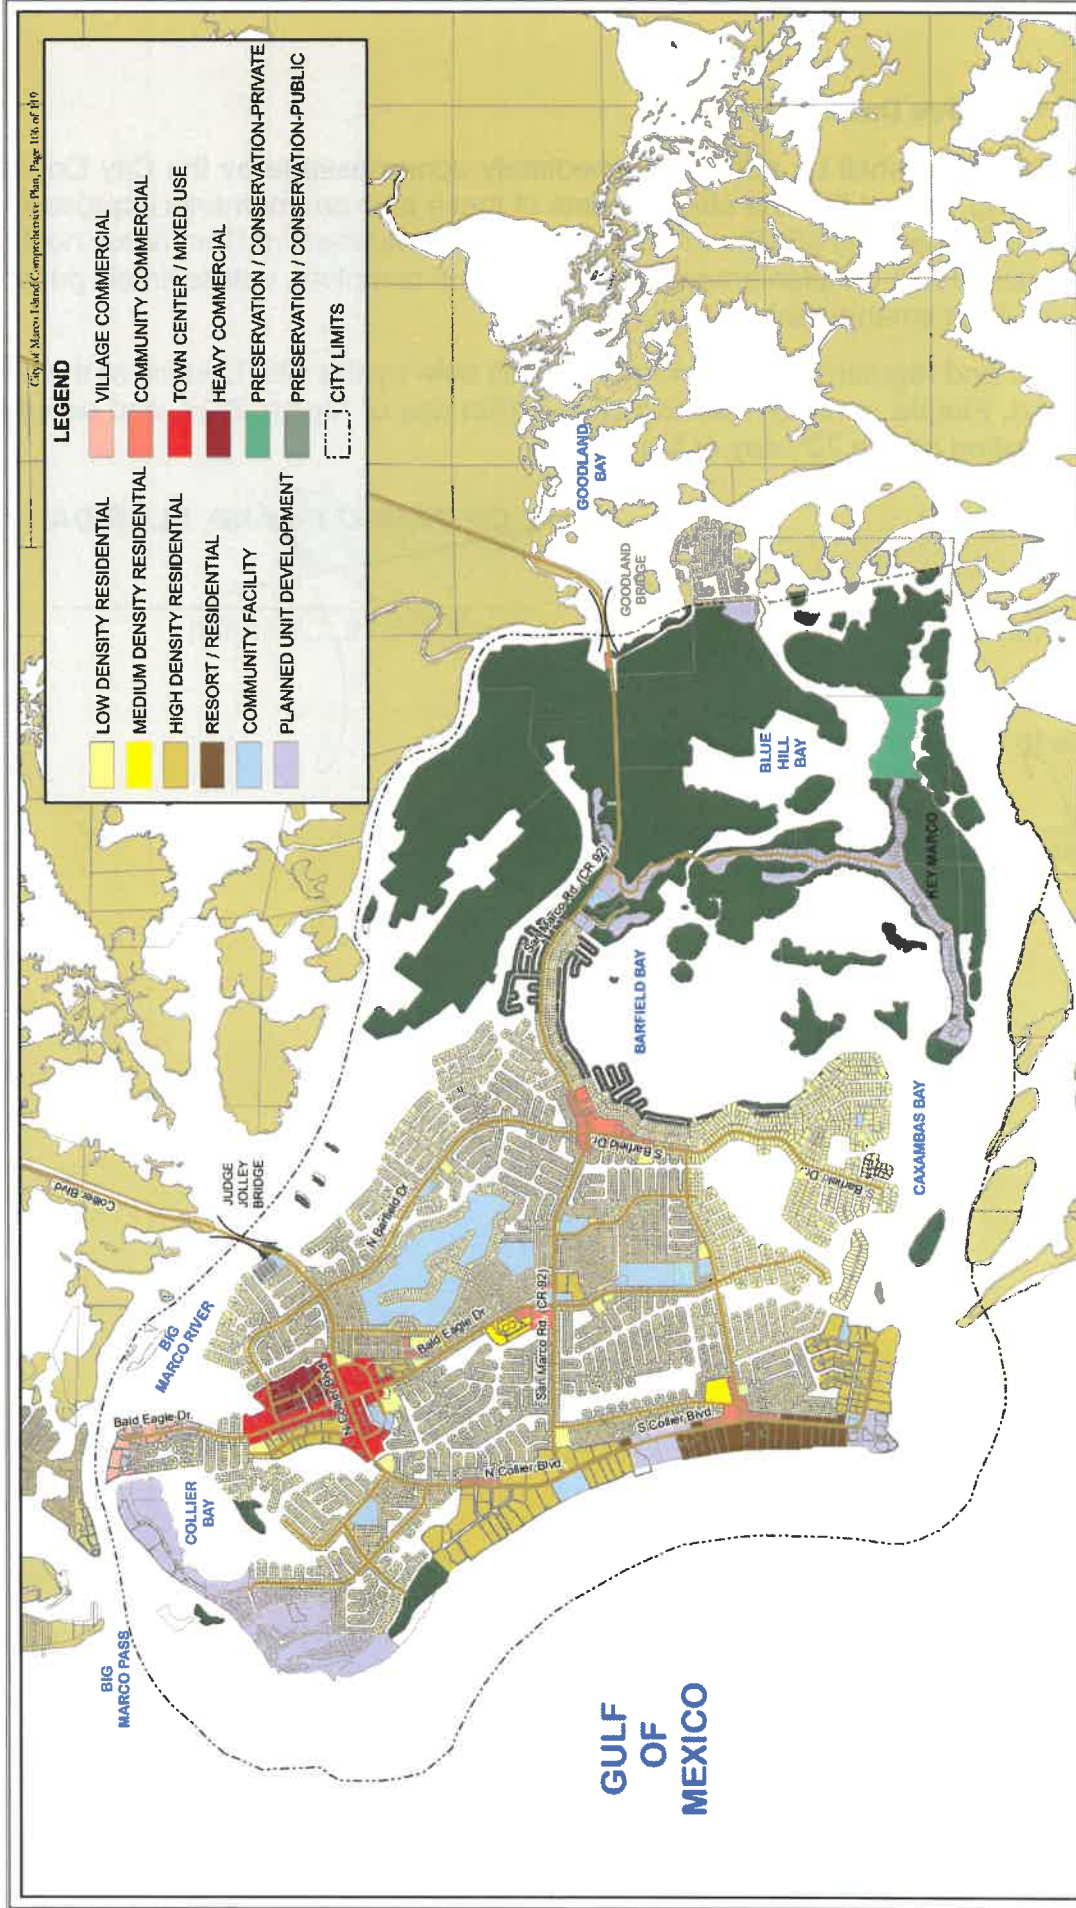 City of Marco Island Comprehensive Plan, Page 106 of 119
LEGEND
LOW DENSITY RESIDENTIAL
MEDIUM DENSITY RESIDENTIAL
HIGH DENSITY RESIDENTIAL
RESORT / RESIDENTIAL
COMMUNITY FACILITY
PLANNED UNIT DEVELOPMENT
VILLAGE COMMERCIAL
COMMUNITY COMMERCIAL
TOWN CENTER / MIXED USE
HEAVY COMMERCIAL
PRESERVATION / CONSERVATION-PRIVATE
PRESERVATION / CONSERVATION-PUBLIC
CITY LIMITS
BIG
MARCO PASS
COLLIER
BAY
Bald Eagle Dr.
BIG
MARCO RIVER
JUDGE
JOLLEY
BRIDGE
Collier Blvd
N Barfield Dr.
N Collier Blvd.
Bald Eagle Dr
San Marco Rd. (CR 92)
N. Collier Blvd.
S Collier Blvd.
S Barfield Dr.
S Barfield Dr.
San Marco Rd. (CR 92)
GOODLAND
BRIDGE
GOODLAND
BAY
BARFIELD BAY
BLUE
HILL
BAY
KEY MARCO
CAXAMBAS BAY
GULF
OF
MEXICO